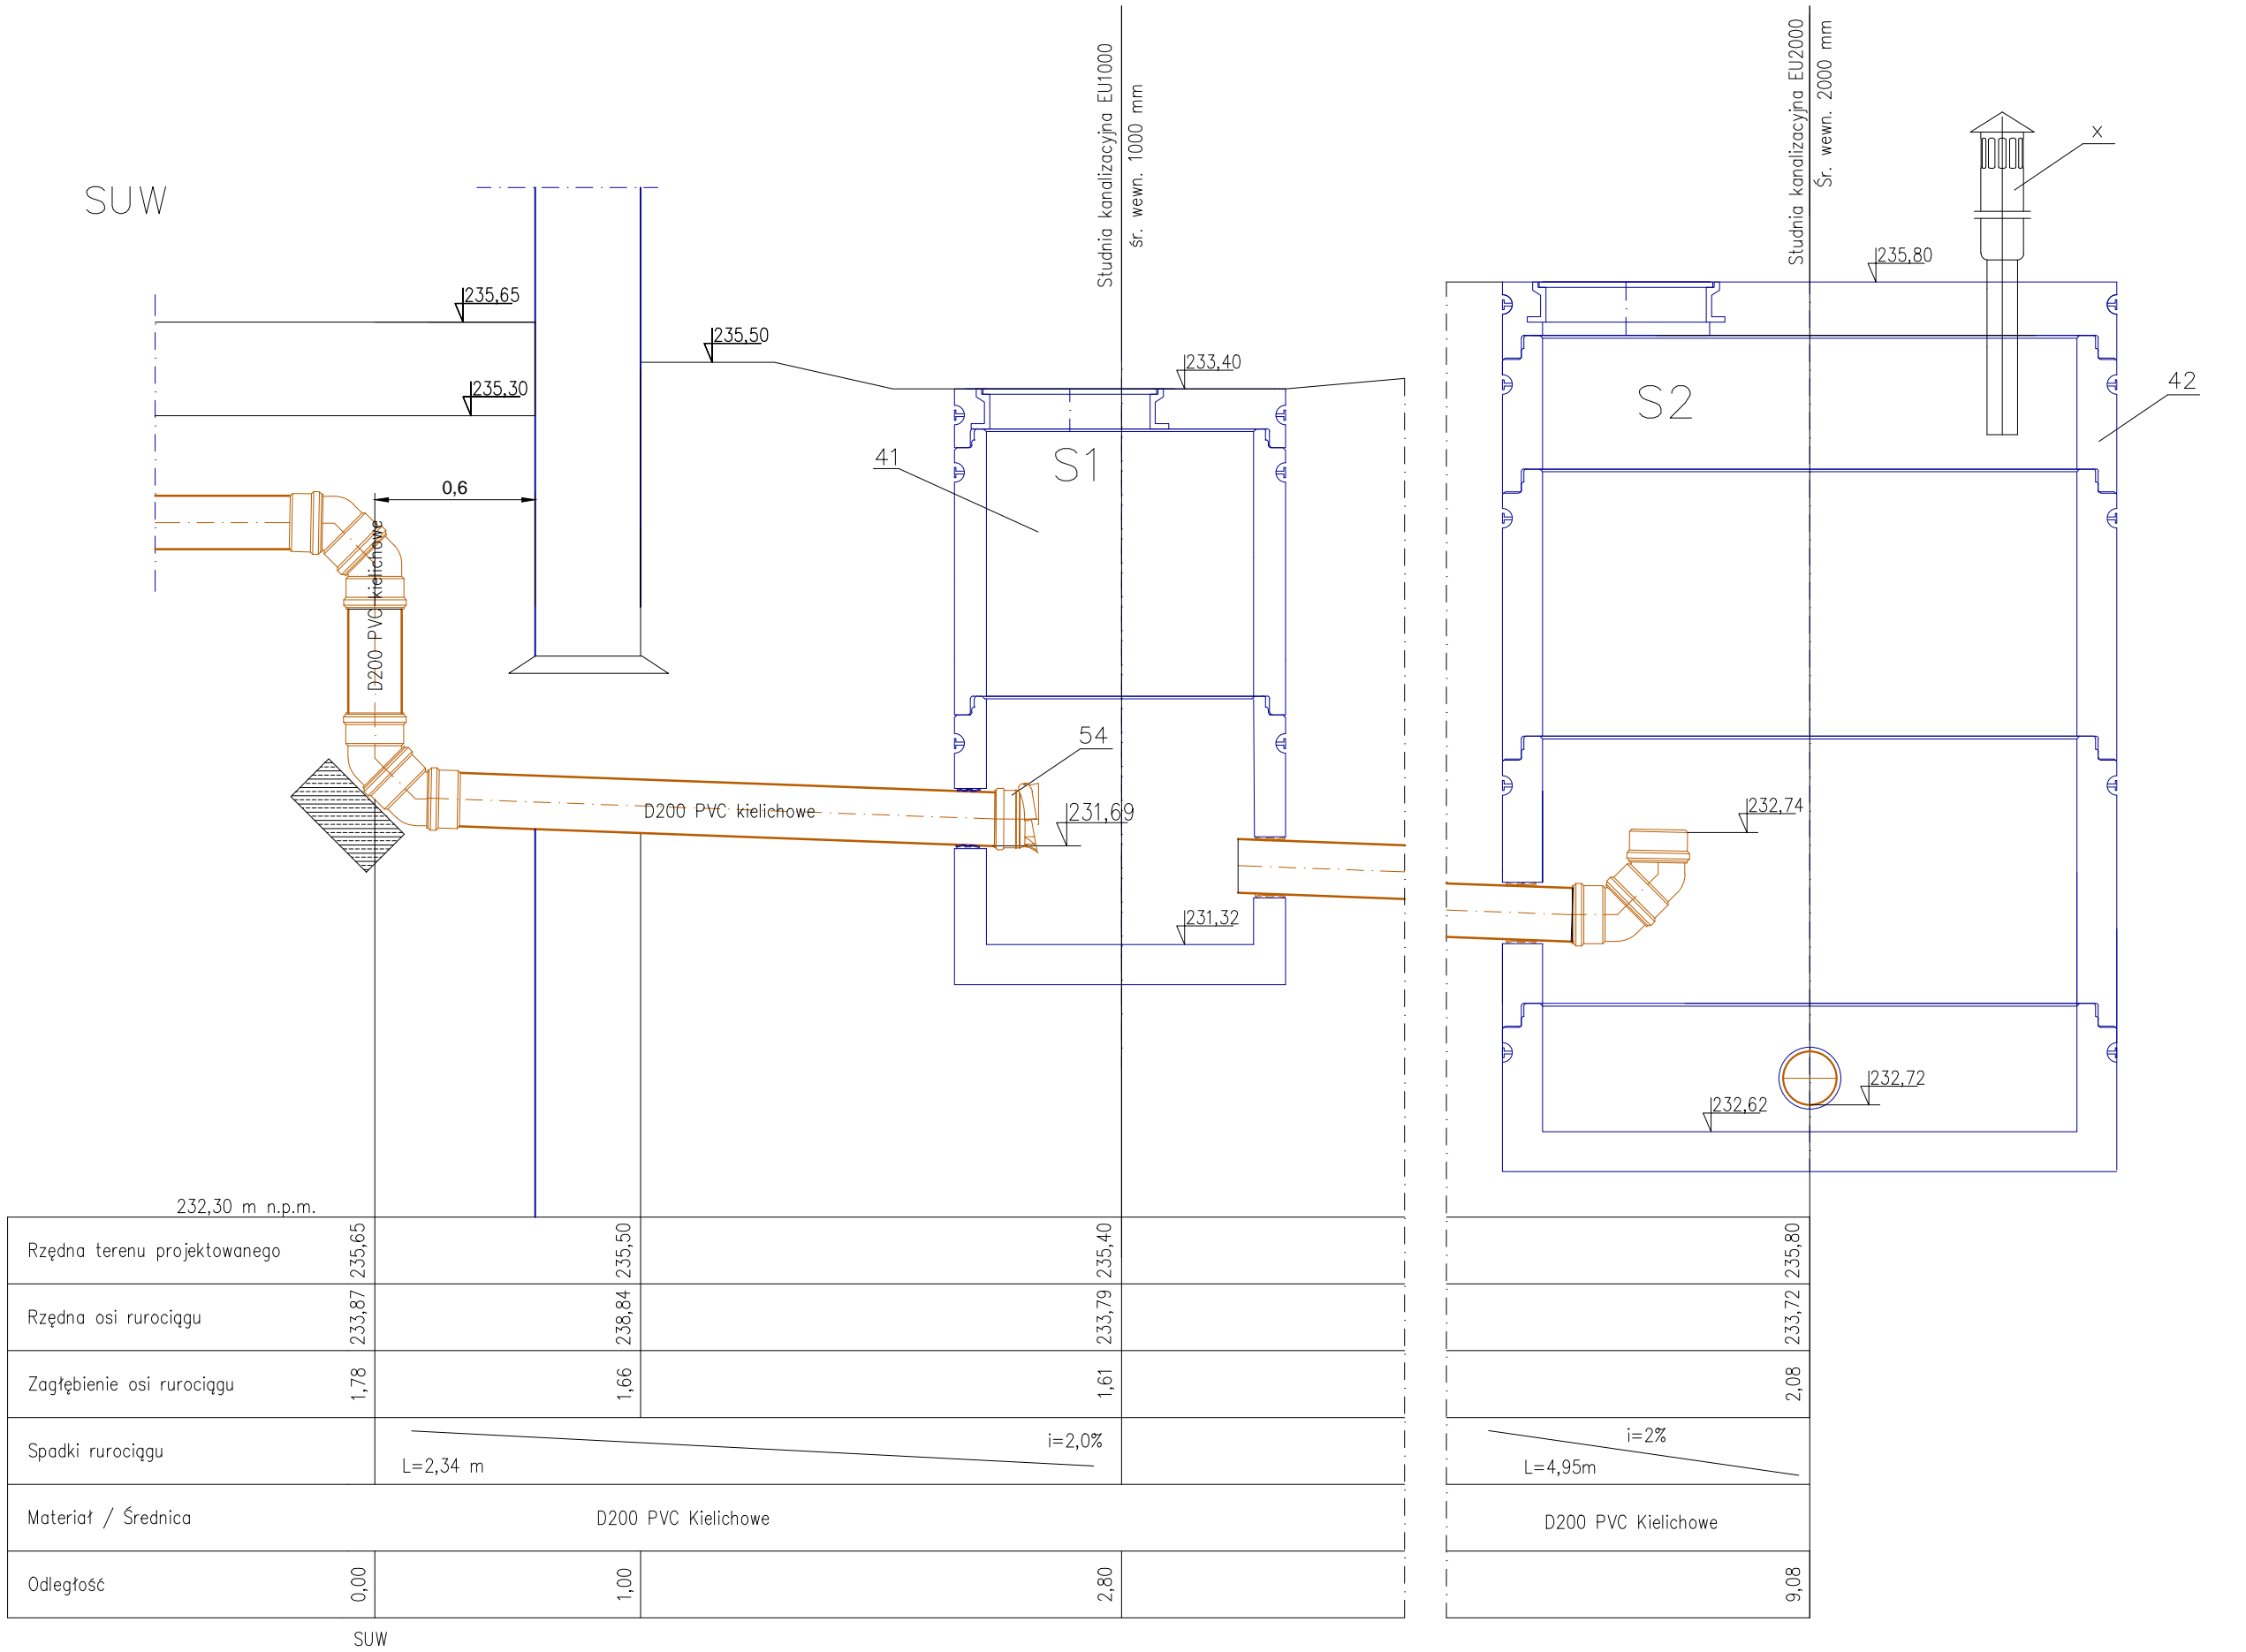 Studnia kanalizacyjna EU1000
śr. wewn. 1000 mm
Studnia kanalizacyjna EU2000
Śr. wewn. 2000 mm
x
SUW
235,80
235,65
235,50
233,40
235,30
42
S2
41
S1
0,6
D200 PVC kielichowe
54
D200 PVC kielichowe
231,69
232,74
231,32
232,72
232,62
232,30 m n.p.m.
Rzędna terenu projektowanego 235,65 235,50 235,40 235,80
Rzędna osi rurociągu 233,87 238,84 233,79 233,72
Zagłębienie osi rurociągu 1,78 1,66 1,61 2,08
Spadki rurociągu L=2,34 m i=2,0% L=4,95m i=2%
Materiał / Średnica D200 PVC Kielichowe D200 PVC Kielichowe
Odległość 0,00 1,00 2,80 9,08
SUW